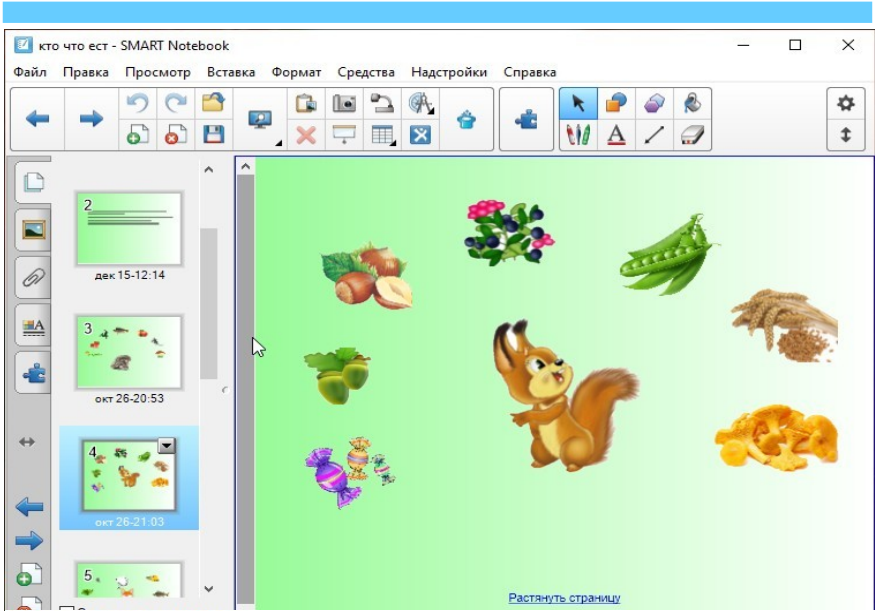 кто что ест - SMART Notebook
Файл Правка Просмотр Вставка Формат Средства Надстройки Справка
2
дек 15-12:14
3
окт 26-20:53
4
окт 26-21:03
5
Растянуть страницу